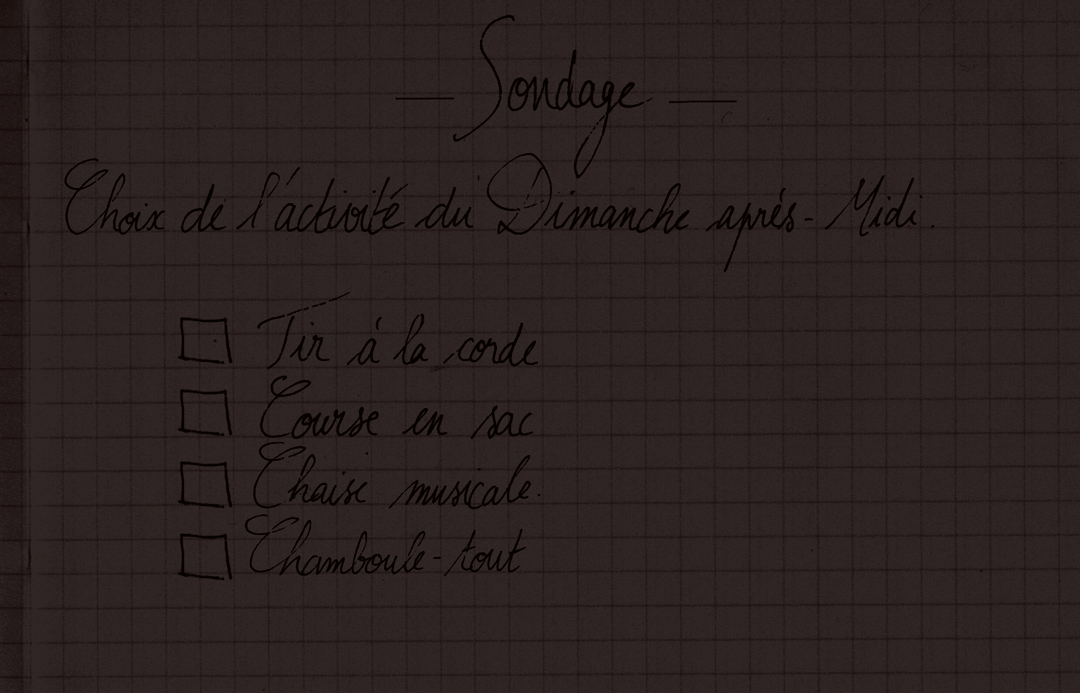 — Sondage —
Choix de l'activité du Dimanche après-Midi.
Tir à la corde
Course en sac
Chaise musicale.
Chamboule-tout